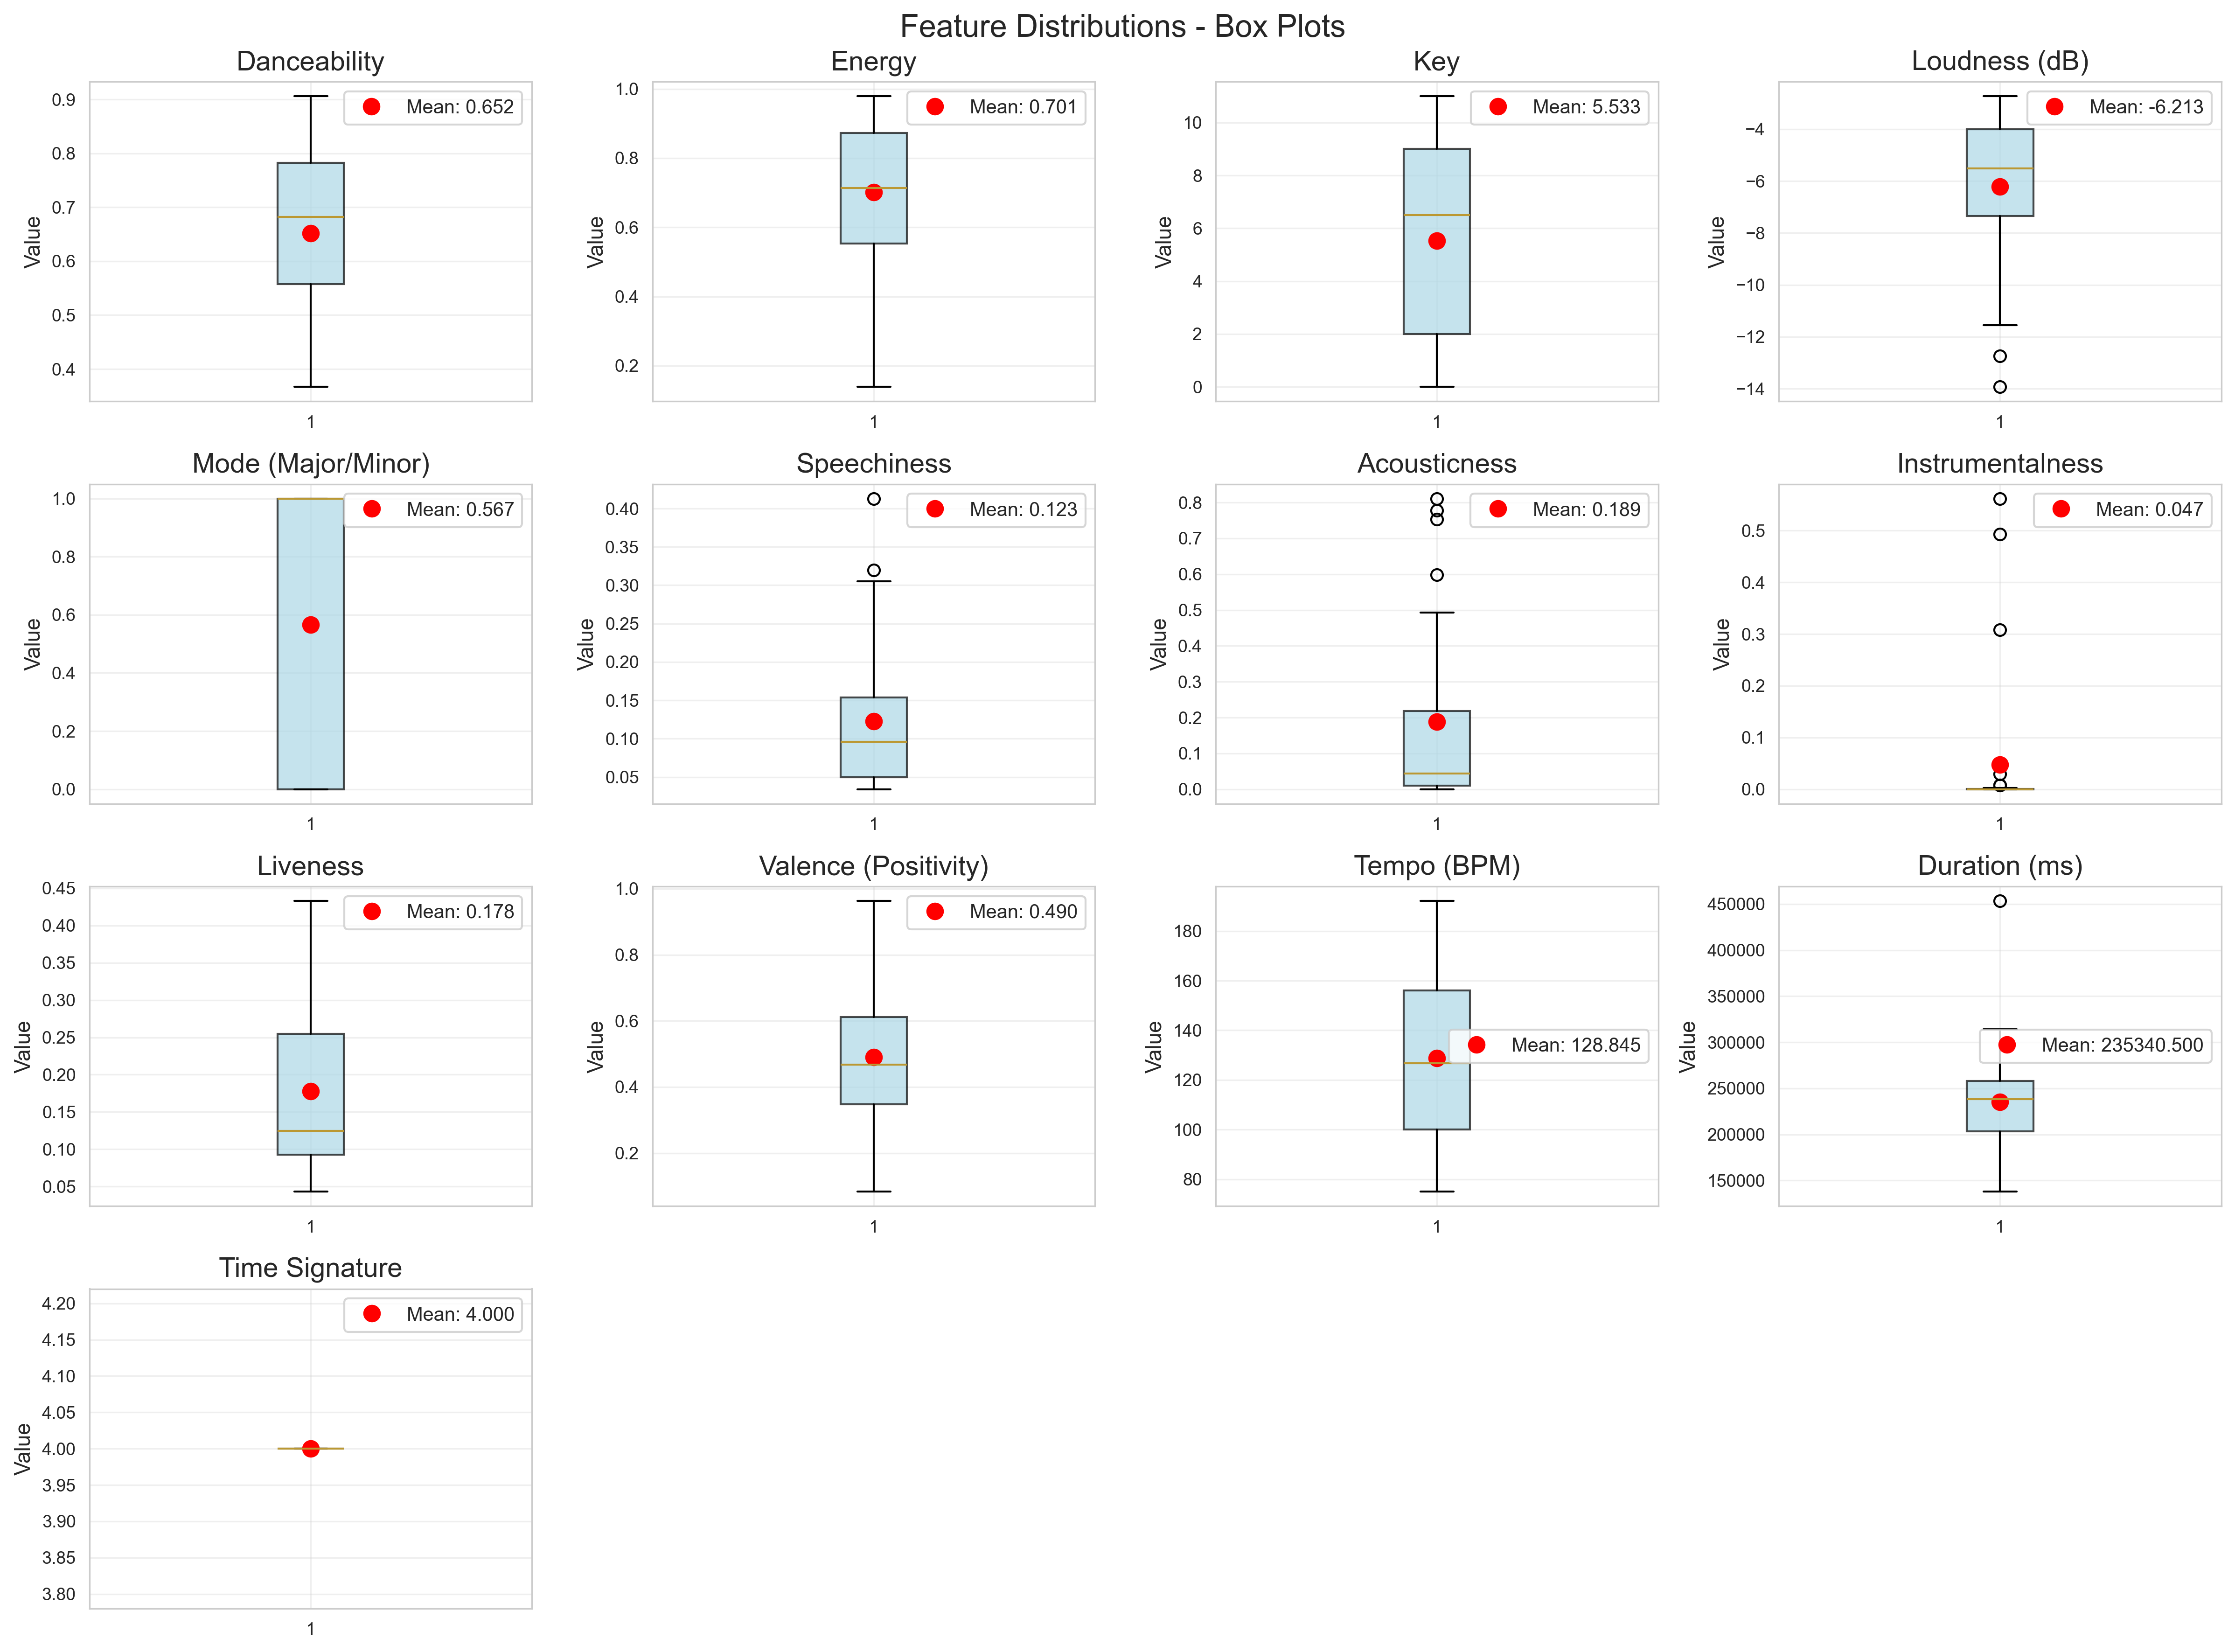 Feature Distributions - Box Plots
Danceability
Value
0.9
0.8
0.7
0.6
0.5
0.4
1
Mean: 0.652
Energy
Value
1.0
0.8
0.6
0.4
0.2
1
Mean: 0.701
Key
Value
10
8
6
4
2
0
1
Mean: 5.533
Loudness (dB)
Value
−4
−6
−8
−10
−12
−14
1
Mean: -6.213
Mode (Major/Minor)
Value
1.0
0.8
0.6
0.4
0.2
0.0
1
Mean: 0.567
Speechiness
Value
0.40
0.35
0.30
0.25
0.20
0.15
0.10
0.05
1
Mean: 0.123
Acousticness
Value
0.8
0.7
0.6
0.5
0.4
0.3
0.2
0.1
0.0
1
Mean: 0.189
Instrumentalness
Value
0.5
0.4
0.3
0.2
0.1
0.0
1
Mean: 0.047
Liveness
Value
0.45
0.40
0.35
0.30
0.25
0.20
0.15
0.10
0.05
1
Mean: 0.178
Valence (Positivity)
Value
1.0
0.8
0.6
0.4
0.2
1
Mean: 0.490
Tempo (BPM)
Value
180
160
140
120
100
80
1
Mean: 128.845
Duration (ms)
Value
450000
400000
350000
300000
250000
200000
150000
1
Mean: 235340.500
Time Signature
Value
4.20
4.15
4.10
4.05
4.00
3.95
3.90
3.85
3.80
1
Mean: 4.000